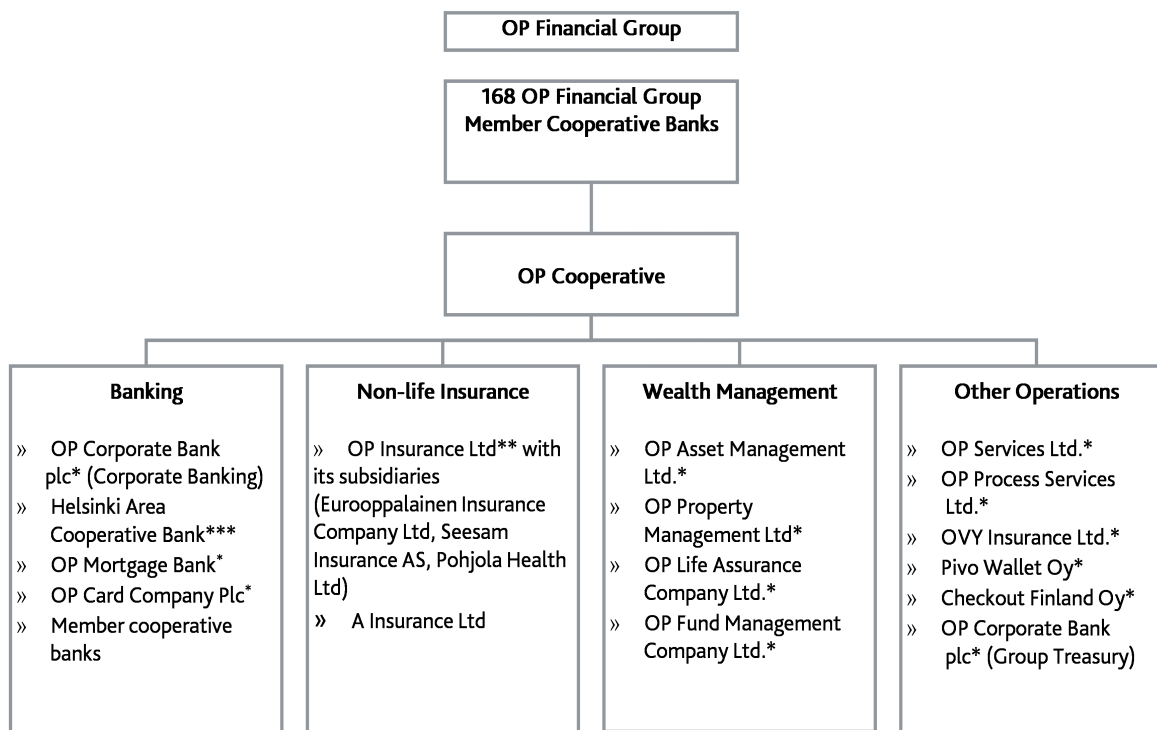 OP Financial Group
168 OP Financial Group
Member Cooperative Banks
OP Cooperative
Banking
» OP Corporate Bank
plc* (Corporate Banking)
» Helsinki Area
Cooperative Bank***
» OP Mortgage Bank*
» OP Card Company Plc*
» Member cooperative
banks
Non-life Insurance
» OP Insurance Ltd** with
its subsidiaries
(Eurooppalainen Insurance
Company Ltd, Seesam
Insurance AS, Pohjola Health
Ltd)
» A Insurance Ltd
Wealth Management
» OP Asset Management
Ltd.*
» OP Property
Management Ltd*
» OP Life Assurance
Company Ltd.*
» OP Fund Management
Company Ltd.*
Other Operations
» OP Services Ltd.*
» OP Process Services
Ltd.*
» OVY Insurance Ltd.*
» Pivo Wallet Oy*
» Checkout Finland Oy*
» OP Corporate Bank
plc* (Group Treasury)